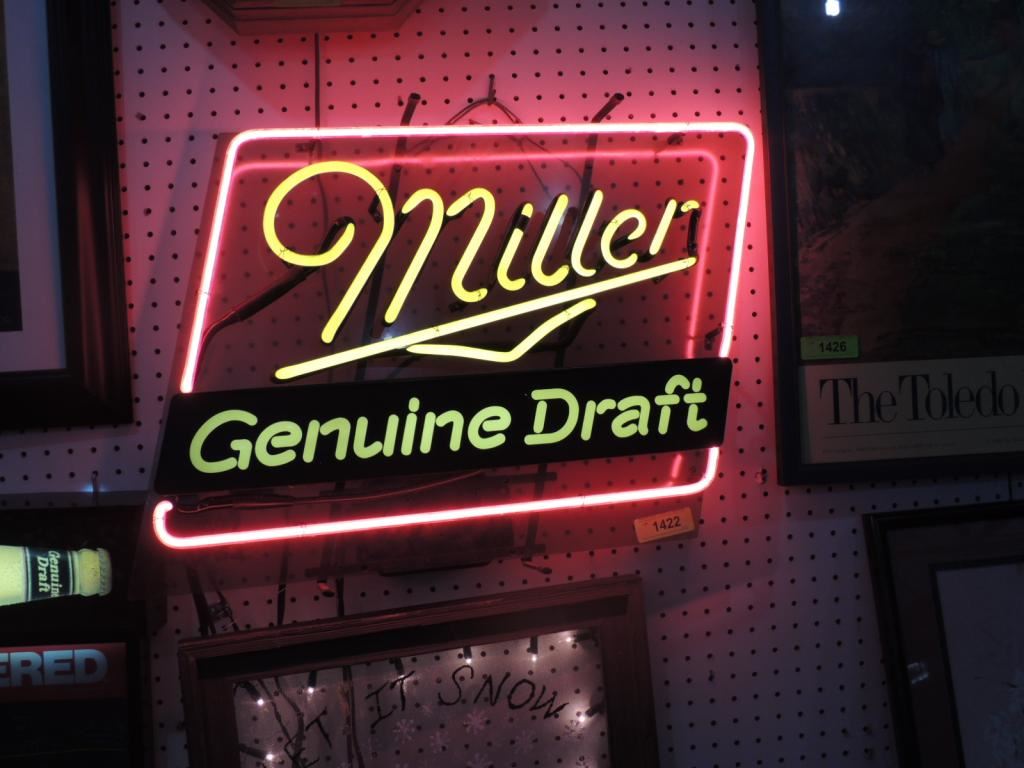 Miller
Genuine Draft
1422
1426
The Toledo
Genuine
Draft
ERED
IT SNOW